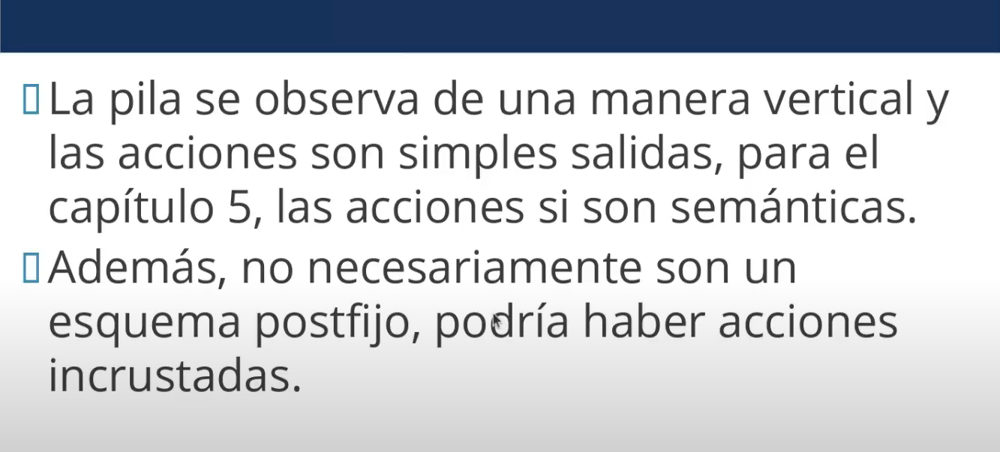 La pila se observa de una manera vertical y
las acciones son simples salidas, para el
capítulo 5, las acciones si son semánticas.
Además, no necesariamente son un
esquema postfijo, podría haber acciones
incrustadas.